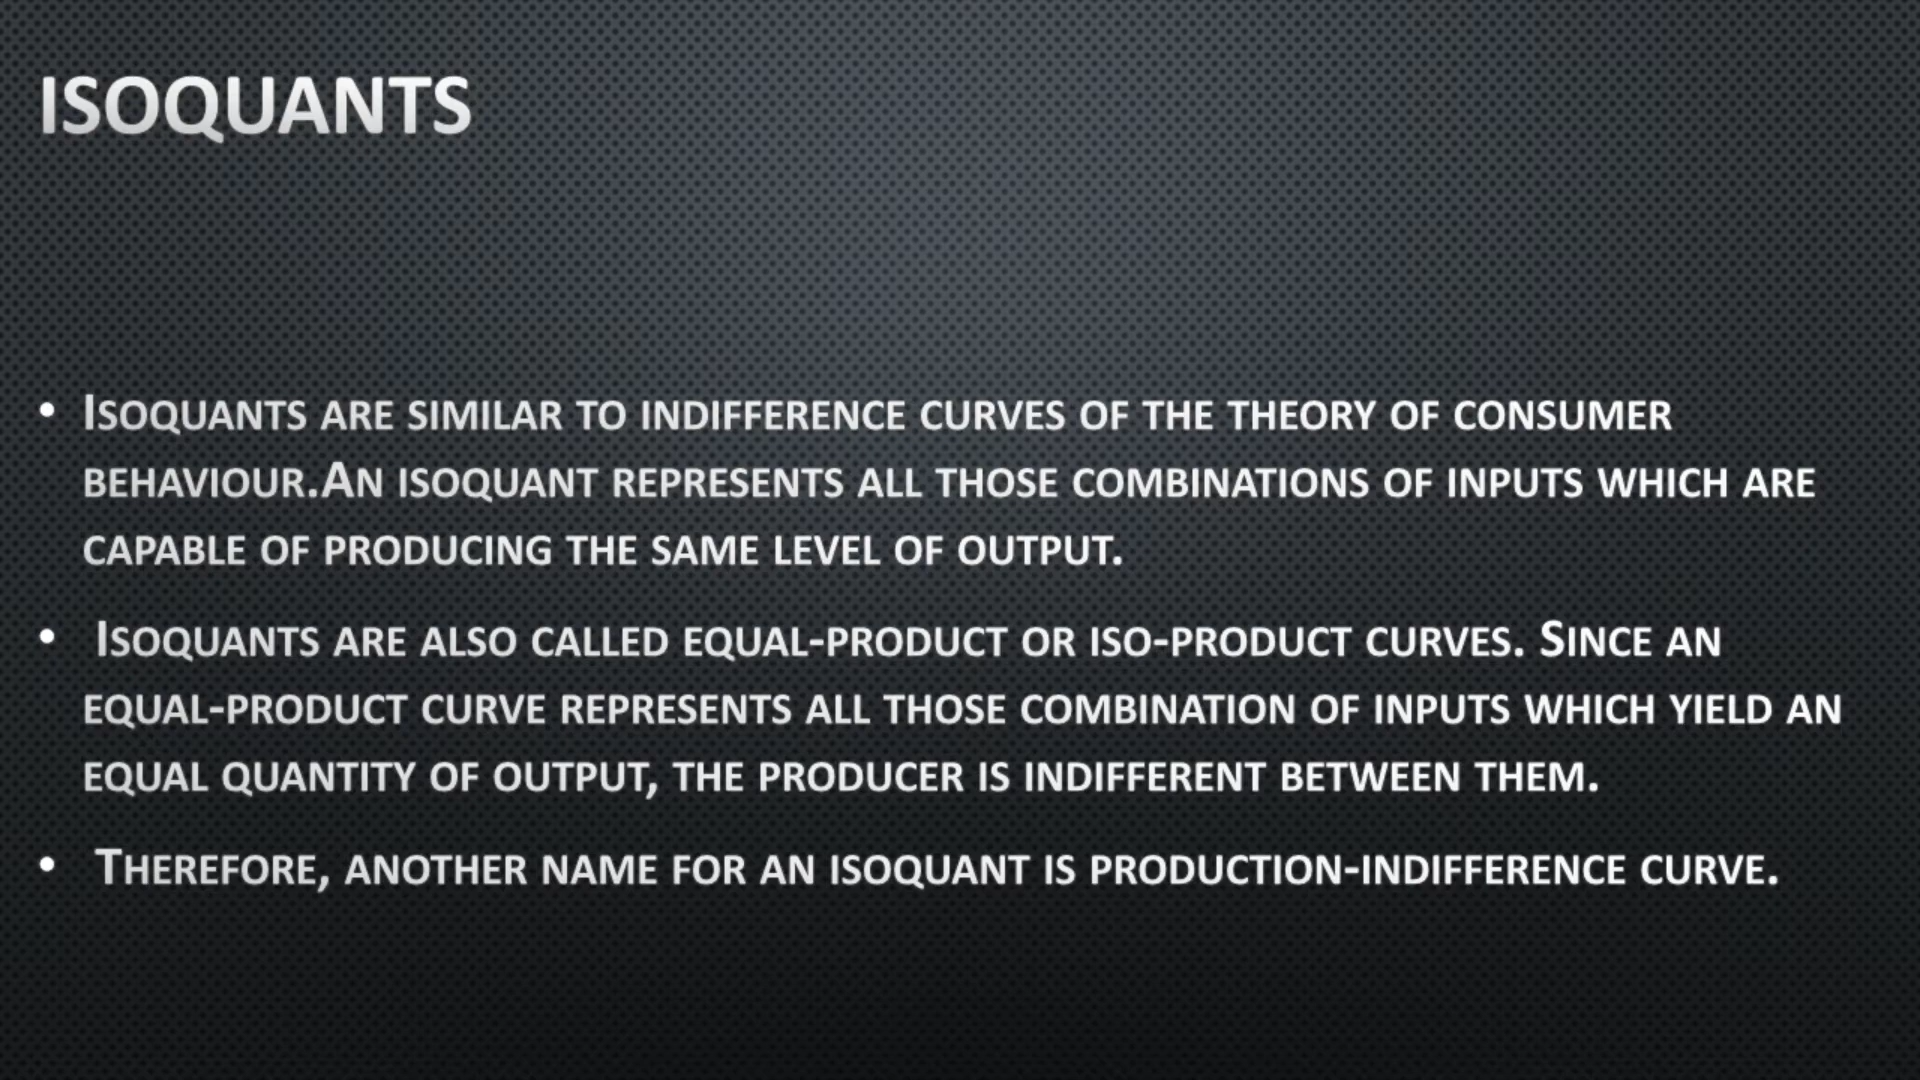 ISOQUANTS
• ISOQUANTS ARE SIMILAR TO INDIFFERENCE CURVES OF THE THEORY OF CONSUMER
BEHAVIOUR.AN ISOQUANT REPRESENTS ALL THOSE COMBINATIONS OF INPUTS WHICH ARE
CAPABLE OF PRODUCING THE SAME LEVEL OF OUTPUT.
• ISOQUANTS ARE ALSO CALLED EQUAL-PRODUCT OR ISO-PRODUCT CURVES. SINCE AN
EQUAL-PRODUCT CURVE REPRESENTS ALL THOSE COMBINATION OF INPUTS WHICH YIELD AN
EQUAL QUANTITY OF OUTPUT, THE PRODUCER IS INDIFFERENT BETWEEN THEM.
• THEREFORE, ANOTHER NAME FOR AN ISOQUANT IS PRODUCTION-INDIFFERENCE CURVE.